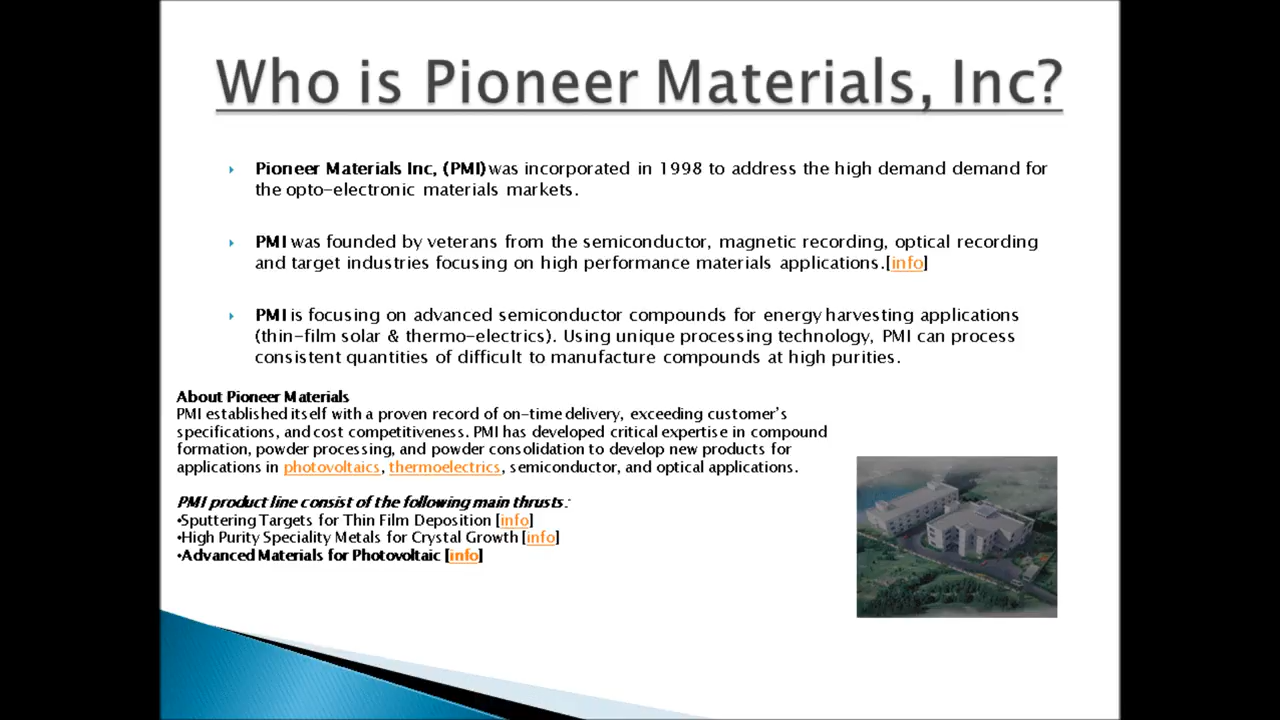 Who is Pioneer Materials, Inc?
Pioneer Materials Inc, (PMI) was incorporated in 1998 to address the high demand demand for
the opto-electronic materials markets.
PMI was founded by veterans from the semiconductor, magnetic recording, optical recording
and target industries focusing on high performance materials applications.[info]
PMI is focusing on advanced semiconductor compounds for energy harvesting applications
(thin-film solar & thermo-electrics). Using unique processing technology, PMI can process
consistent quantities of difficult to manufacture compounds at high purities.
About Pioneer Materials
PMI established itself with a proven record of on-time delivery, exceeding customer's
specifications, and cost competitiveness. PMI has developed critical expertise in compound
formation, powder processing, and powder consolidation to develop new products for
applications in photovoltaics, thermoelectrics, semiconductor, and optical applications.
PMI product line consist of the following main thrusts:
•Sputtering Targets for Thin Film Deposition [info]
•High Purity Speciality Metals for Crystal Growth [info]
•Advanced Materials for Photovoltaic [info]